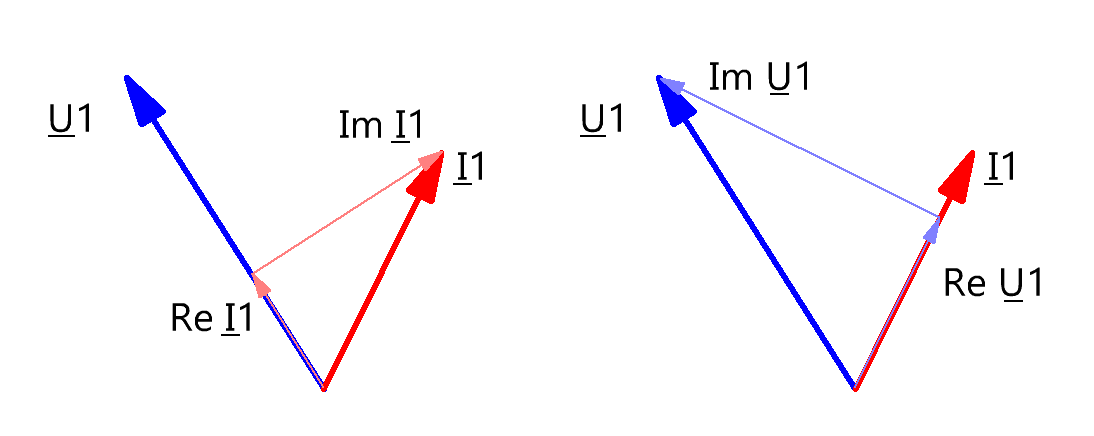 U1
Im I1
I1
Re I1
Im U1
U1
I1
Re U1